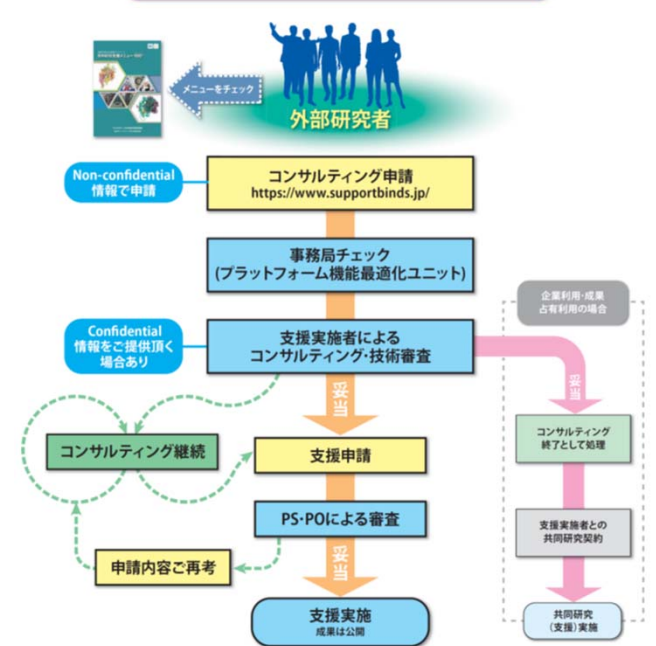 メニューをチェック
外部研究者
Non-confidential
情報で申請
コンサルティング申請
https://www.supportbinds.jp/
事務局チェック
(プラットフォーム機能最適化ユニット)
企業利用・成果
占有利用の場合
Confidential
情報をご提供頂く
場合あり
支援実施者による
コンサルティング・技術審査
妥当
妥当
コンサルティング継続
支援申請
コンサルティング
終了として処理
PS・POによる審査
支援実施者との
共同研究契約
申請内容ご再考
妥当
支援実施
成果は公開
共同研究
(支援)実施